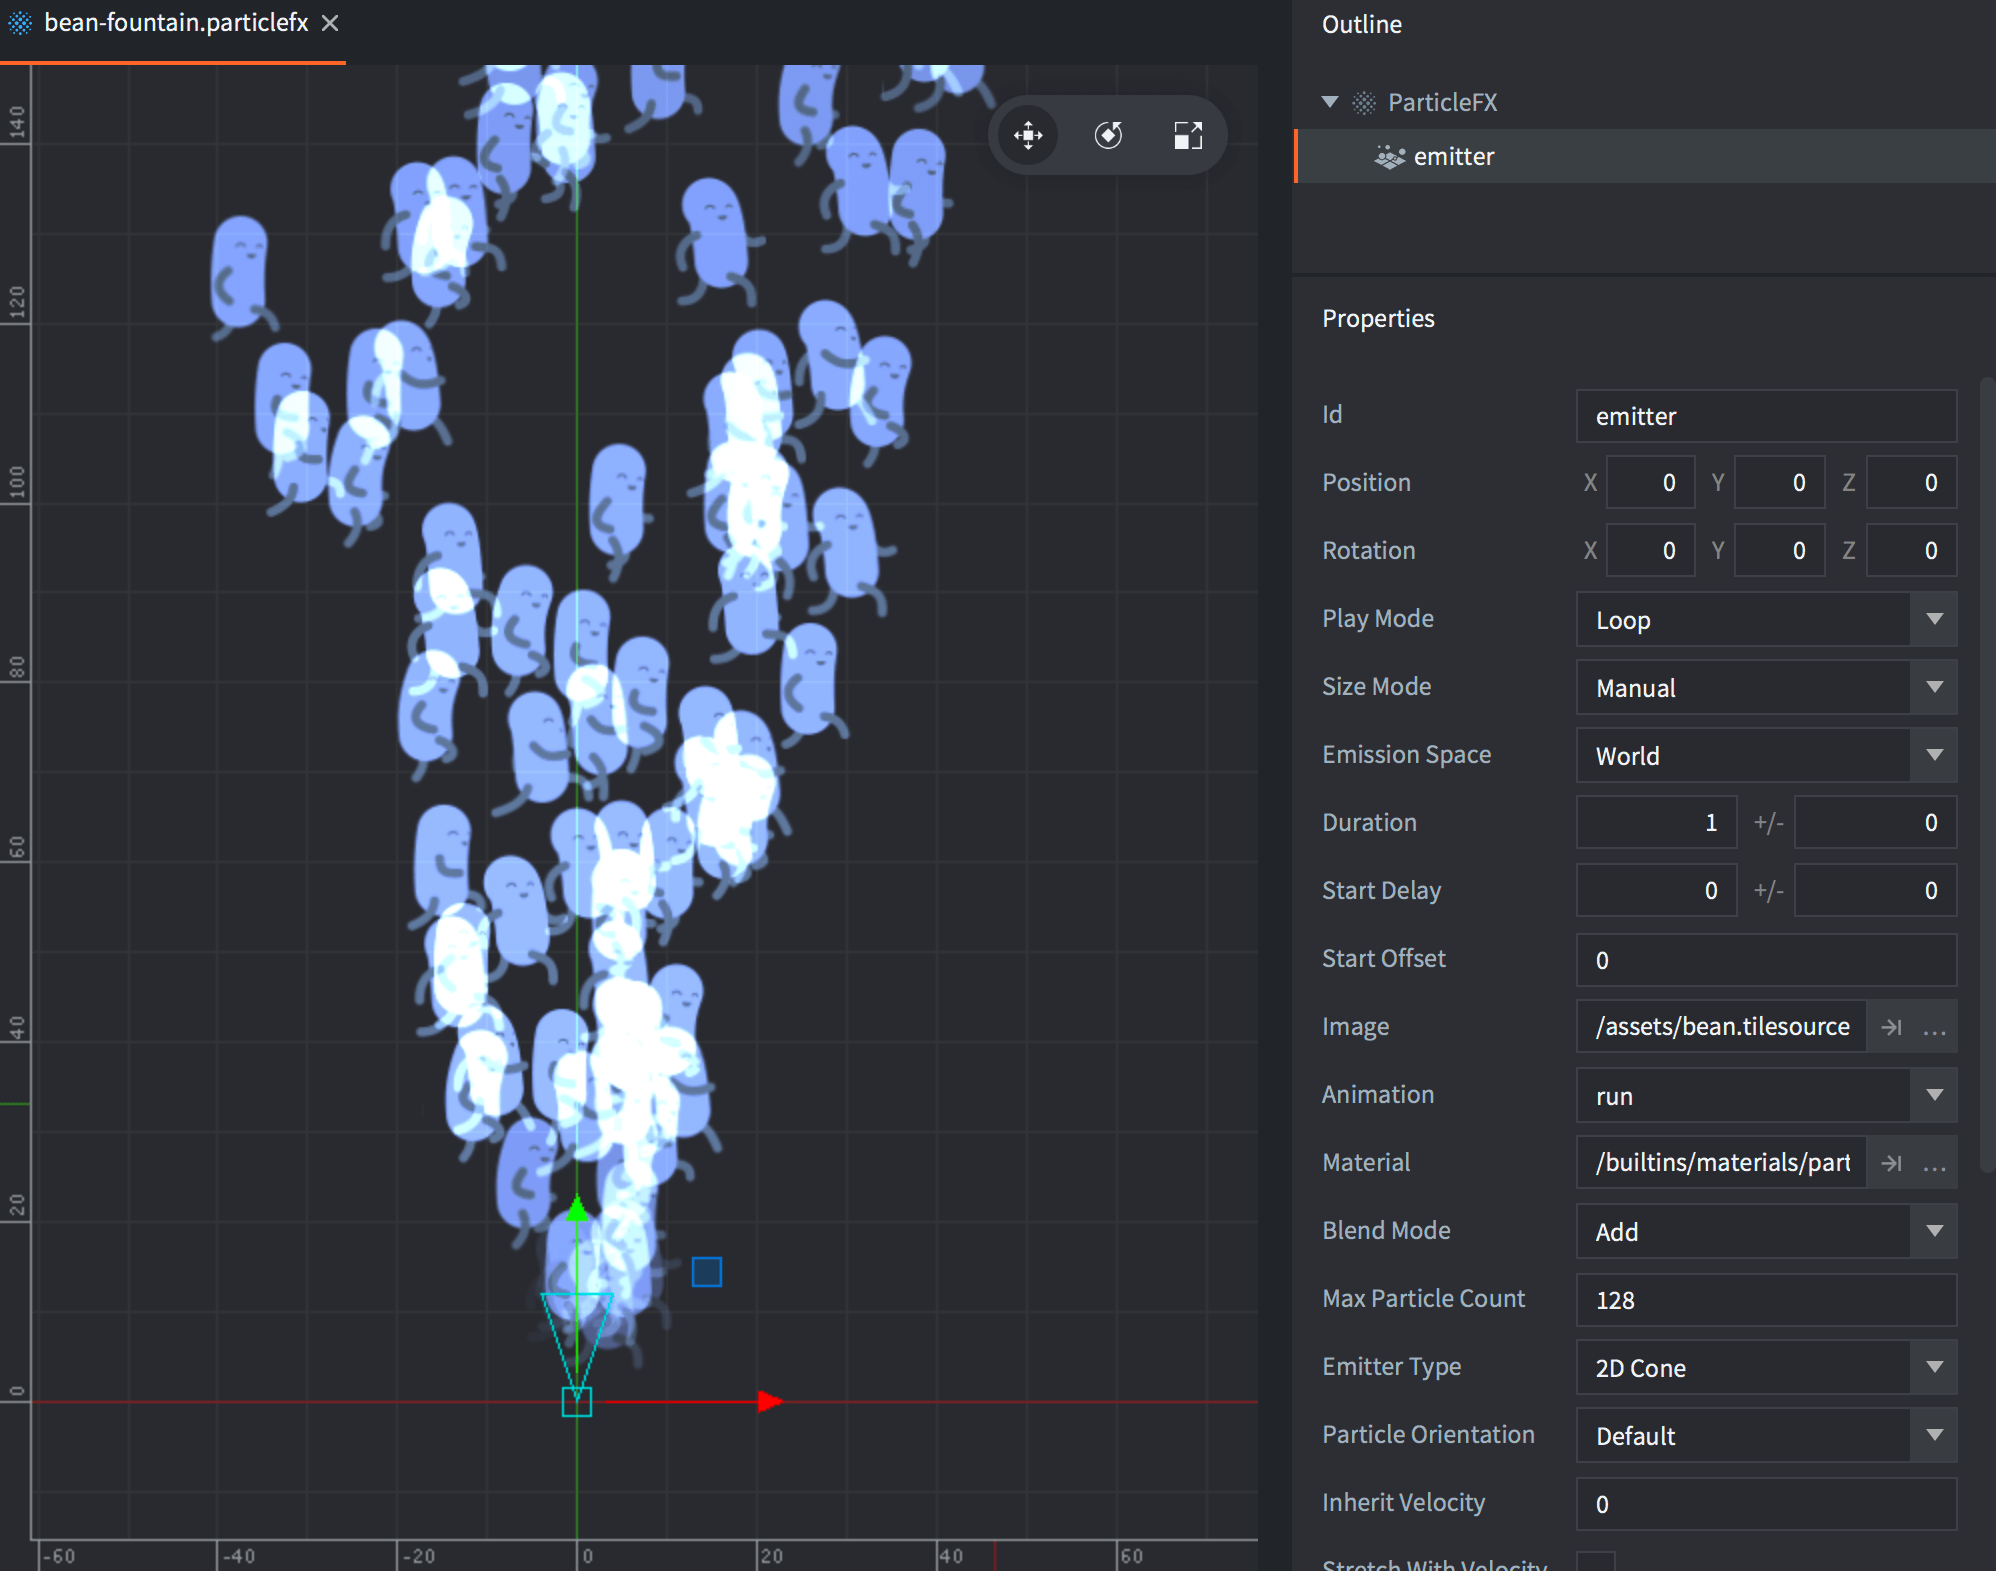 bean-fountain.particlefx ×
140
120
100
80
60
40
20
0
-60 -40 -20 0 20 40 60
Outline
ParticleFX
emitter
Properties
Id emitter
Position X 0 Y 0 Z 0
Rotation X 0 Y 0 Z 0
Play Mode Loop
Size Mode Manual
Emission Space World
Duration 1 +/- 0
Start Delay 0 +/- 0
Start Offset 0
Image /assets/bean.tilesource ...
Animation run
Material /builtins/materials/part ...
Blend Mode Add
Max Particle Count 128
Emitter Type 2D Cone
Particle Orientation Default
Inherit Velocity 0
Stretch With Velocity